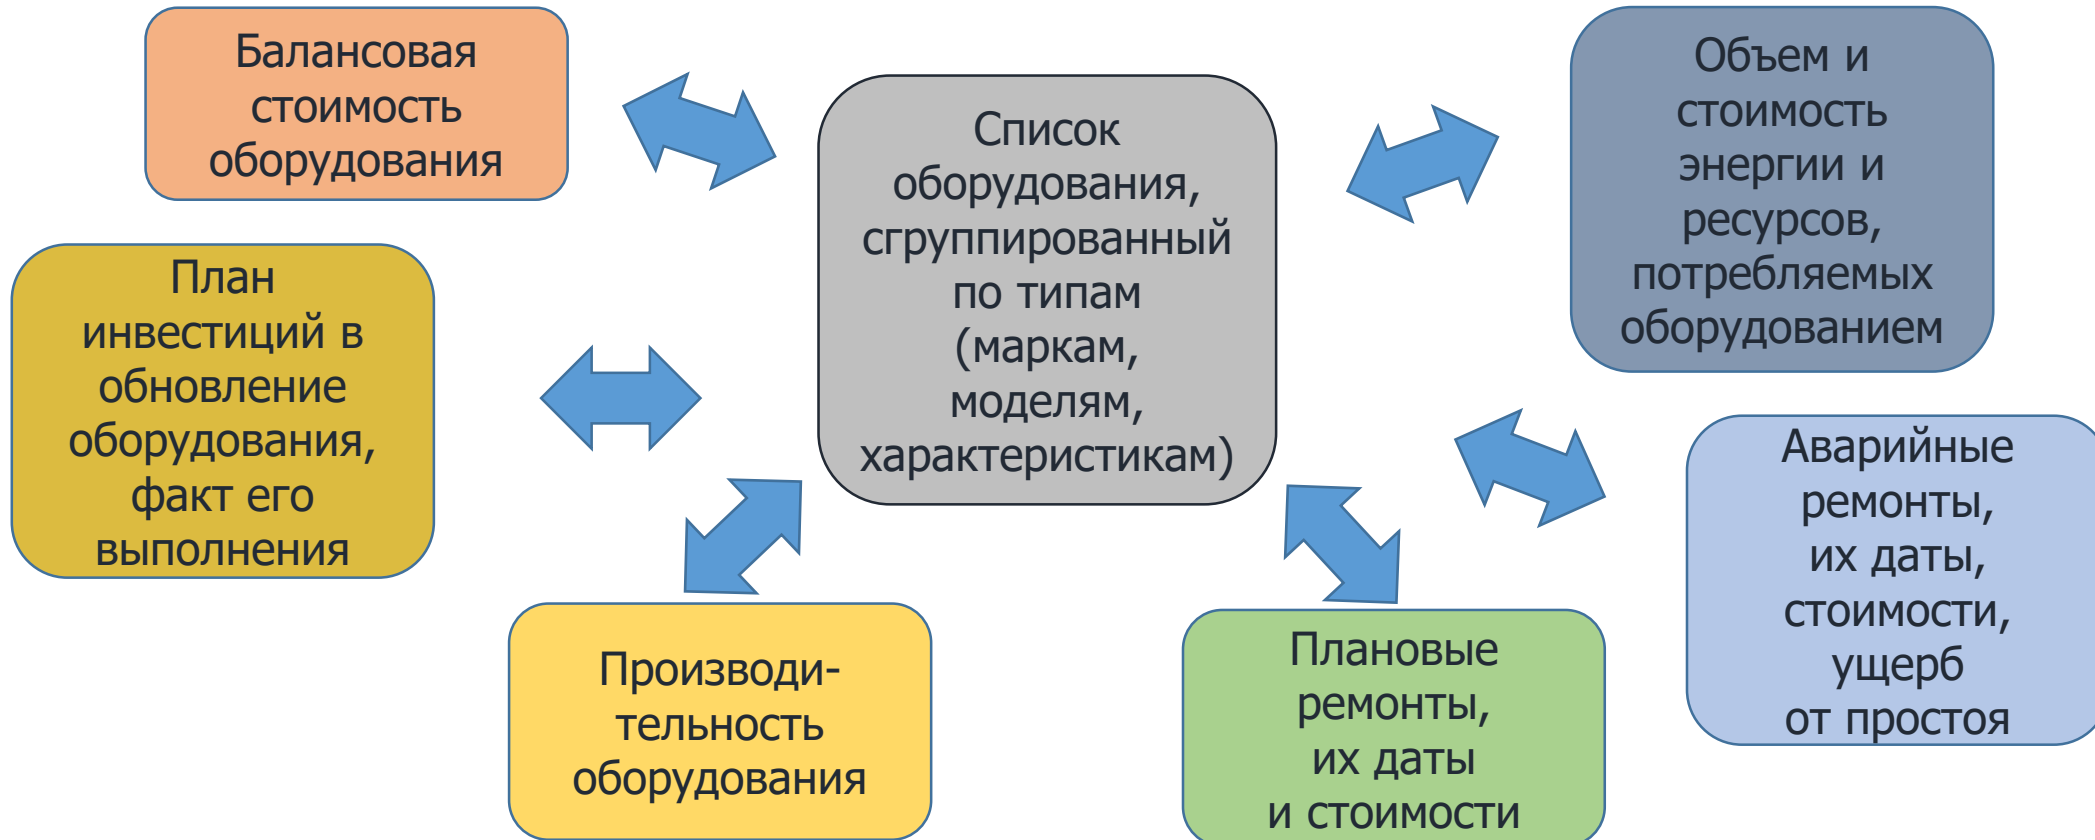 Балансовая
стоимость
оборудования
Список
оборудования,
сгруппированный
по типам
(маркам,
моделям,
характеристикам)
Объем и
стоимость
энергии и
ресурсов,
потребляемых
оборудованием
План
инвестиций в
обновление
оборудования,
факт его
выполнения
Аварийные
ремонты,
их даты,
стоимости,
ущерб
от простоя
Производи-
тельность
оборудования
Плановые
ремонты,
их даты
и стоимости